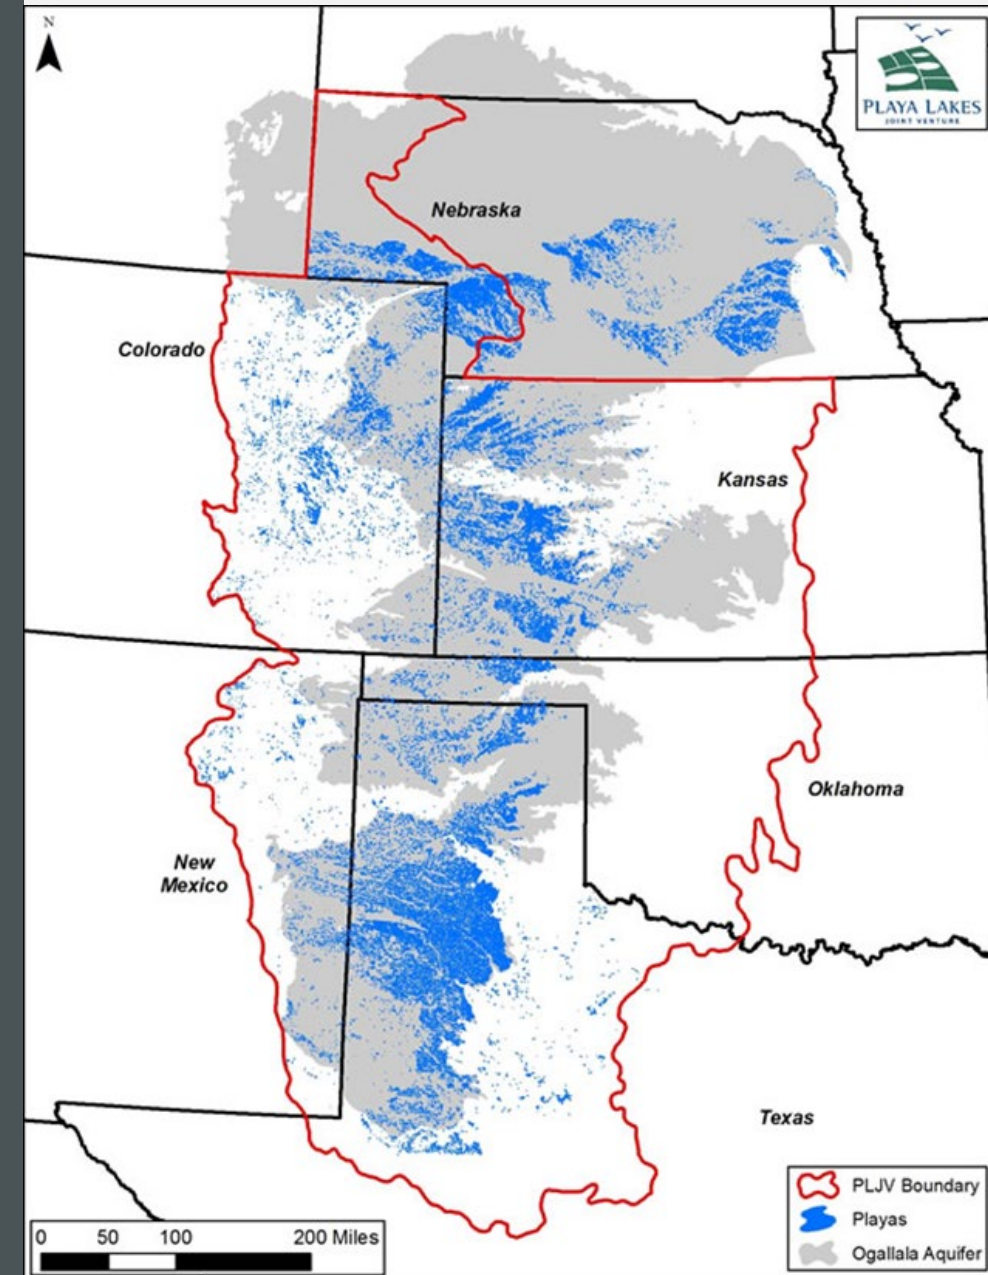 N
PLAYA LAKES
JOINT VENTURE
Nebraska
Colorado
Kansas
Oklahoma
New
Mexico
Texas
PLJV Boundary
Playas
Ogallala Aquifer
0 50 100 200 Miles